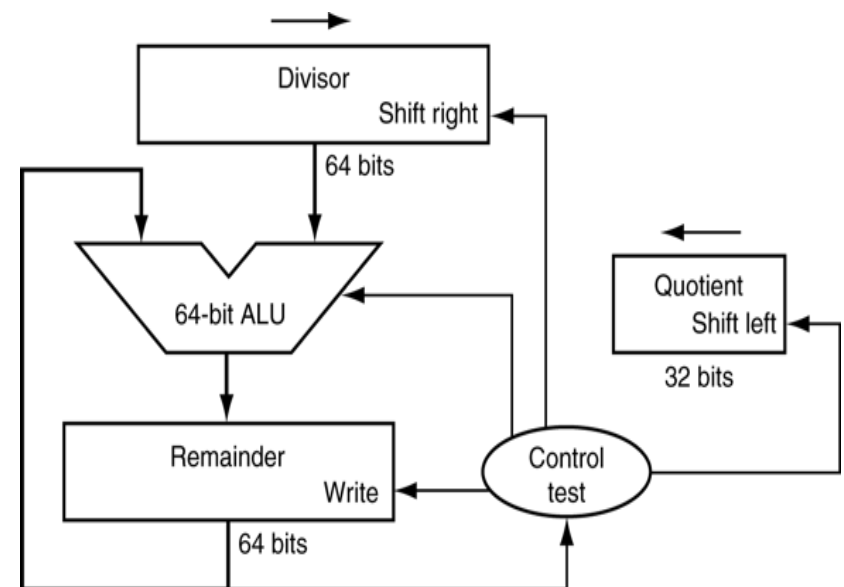 Divisor
Shift right
64 bits
64-bit ALU
Quotient
Shift left
32 bits
Remainder
Write
64 bits
Control
test